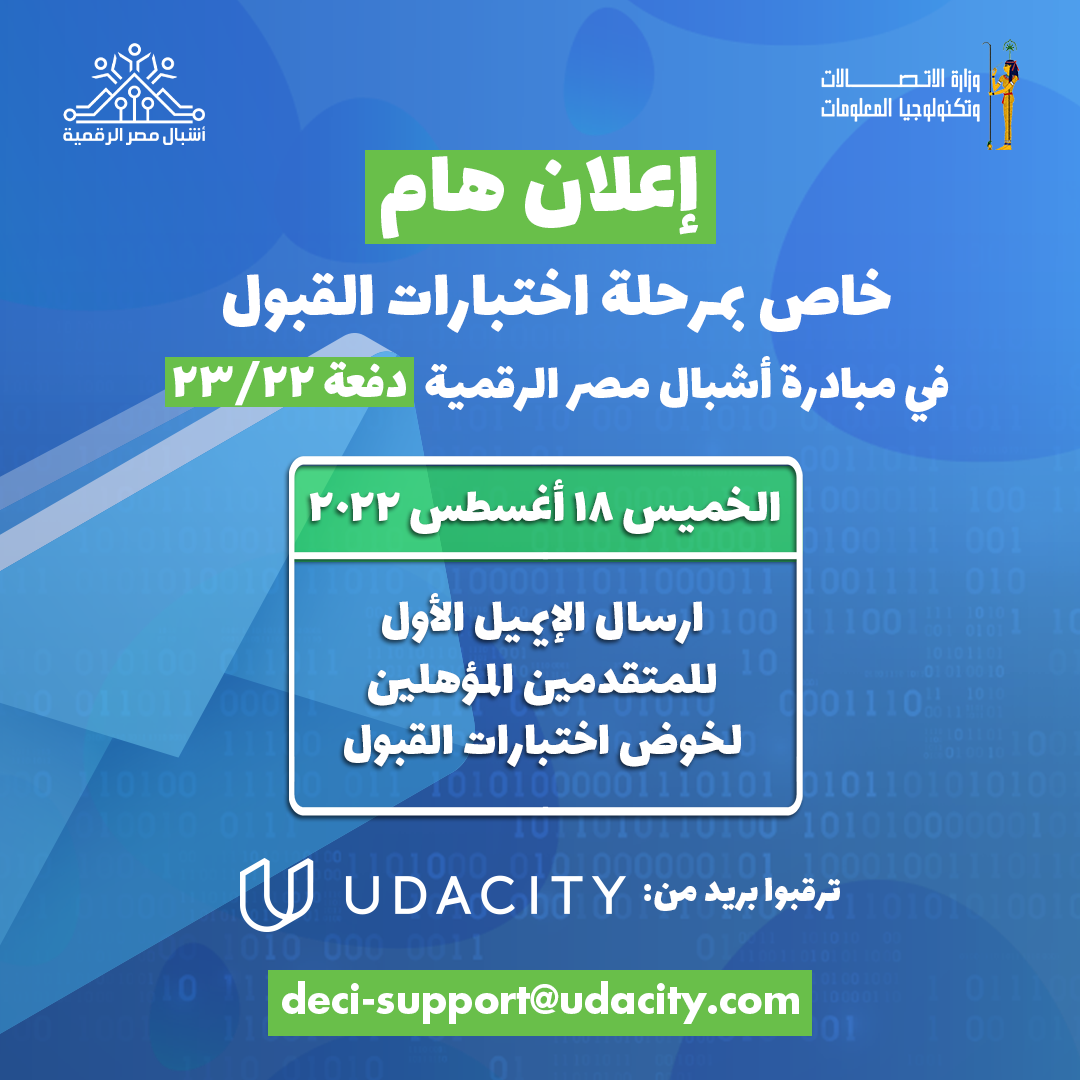 وزارة الاتصالات
وتكنولوجيا المعلومات
أشبال مصر الرقمية
إعلان هام
خاص بمرحلة اختبارات القبول
في مبادرة أشبال مصر الرقمية دفعة ٢٣/٢٢
الخميس ١٨ أغسطس ٢٠٢٢
ارسال الإيميل الأول
للمتقدمين المؤهلين
لخوض اختبارات القبول
ترقبوا بريد من: UDACITY
deci-support@udacity.com